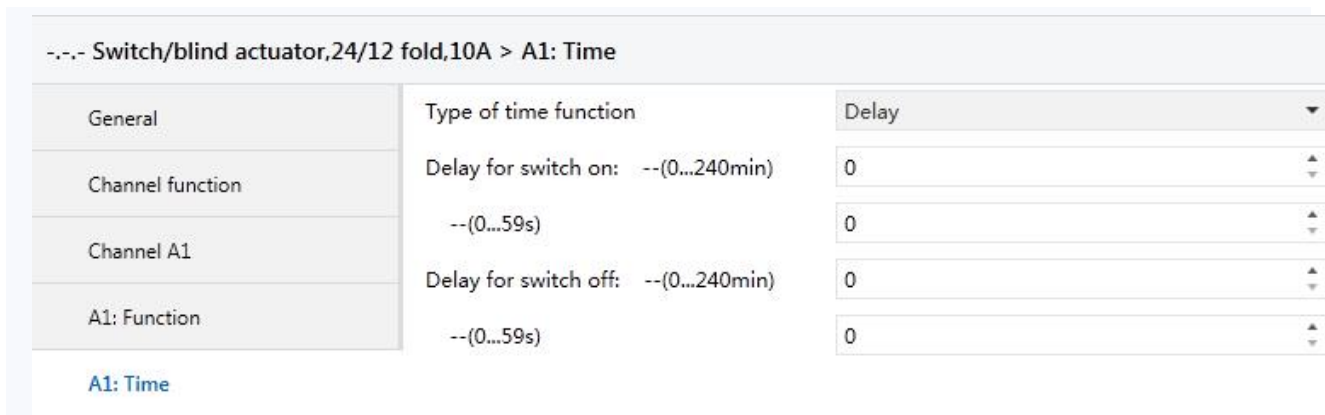 -.-.- Switch/blind actuator,24/12 fold,10A > A1: Time
General
Channel function
Channel A1
A1: Function
A1: Time
Type of time function Delay
Delay for switch on: --(0...240min) 0
--(0...59s) 0
Delay for switch off: --(0...240min) 0
--(0...59s) 0